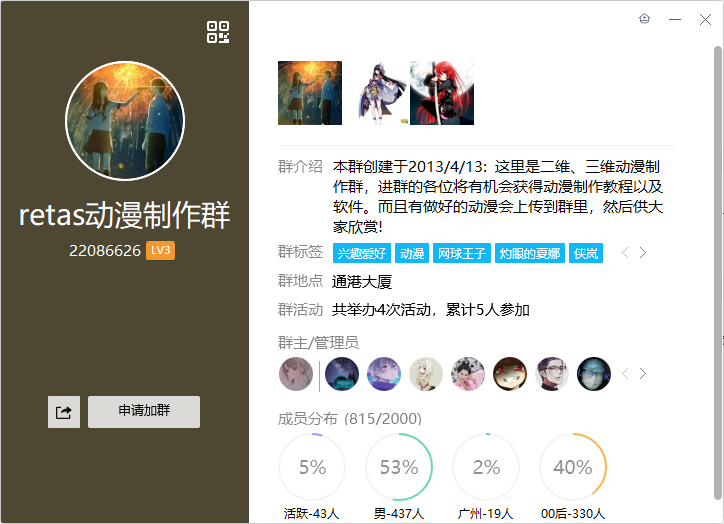 retas动漫制作群
22086626 LV3
申请加群
群介绍 本群创建于2013/4/13：这里是二维、三维动漫制
作群，进群的各位将有机会获得动漫制作教程以及
软件。而且有做好的动漫会上传到群里，然后供大
家欣赏!
群标签 兴趣爱好 动漫 网球王子 灼眼的夏娜 侠岚
群地点 通港大厦
群活动 共举办4次活动，累计5人参加
群主/管理员
成员分布 (815/2000)
5% 53% 2% 40%
活跃-43人 男-437人 广州-19人 00后-330人